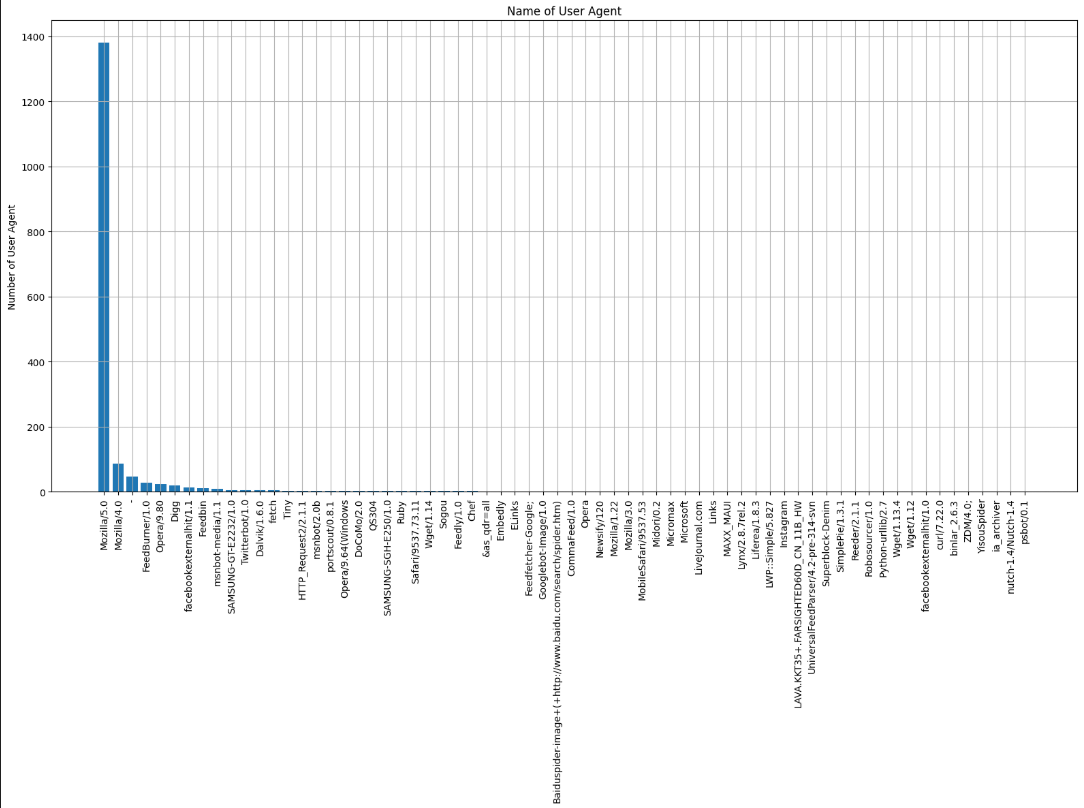 Name of User Agent
Number of User Agent
1400
1200
1000
800
600
400
200
0
Mozilla/5.0
Mozilla/4.0
-
FeedBurner/1.0
Opera/9.80
Digg
facebookexternalhit/1.1
Feedbin
msnbot-media/1.1
SAMSUNG-GT-E2232/1.0
Twitterbot/1.0
Dalvik/1.6.0
fetch
Tiny
HTTP_Request2/2.1.1
msnbot/2.0b
portscout/0.8.1
Opera/9.64(Windows
DoCoMo/2.0
QS304
SAMSUNG-SGH-E250/1.0
Ruby
Safari/9537.73.11
Wget/1.14
Sogou
Feedly/1.0
Chef
&as_qdr=all
Embedly
ELinks
Feedfetcher-Google;
Googlebot-Image/1.0
Baiduspider-image+(+http://www.baidu.com/search/spider.htm)
CommaFeed/1.0
Opera
Newsify/120
Mozilla/1.22
Mozilla/3.0
MobileSafari/9537.53
Midori/0.2
Micromax
Microsoft
LiveJournal.com
Links
MAXX_MAUI
Lynx/2.8.7rel.2
Liferea/1.8.3
LWP::Simple/5.827
Instagram
LAVA.KKT35+.FARSIGHTED60D_CN_11B_HW
UniversalFeedParser/4.2-pre-314-svn
Superblock-Denim
SimplePie/1.3.1
Reeder/2.1.1
Robosourcer/1.0
Python-urllib/2.7
Wget/1.13.4
Wget/1.12
facebookexternalhit/1.0
curl/7.22.0
binlar_2.6.3
ZDM/4.0;
YisouSpider
ia_archiver
nutch-1.4/Nutch-1.4
psbot/0.1